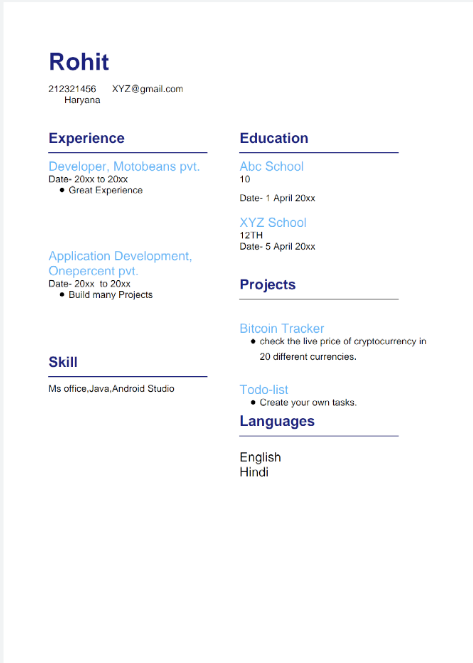 Rohit
212321456 XYZ@gmail.com
Haryana
Experience
Developer, Motobeans pvt.
Date- 20xx to 20xx
● Great Experience
Application Development,
Onepercent pvt.
Date- 20xx to 20xx
● Build many Projects
Skill
Ms office,Java,Android Studio
Education
Abc School
10
Date- 1 April 20xx
XYZ School
12TH
Date- 5 April 20xx
Projects
Bitcoin Tracker
● check the live price of cryptocurrency in
20 different currencies.
Todo-list
● Create your own tasks.
Languages
English
Hindi